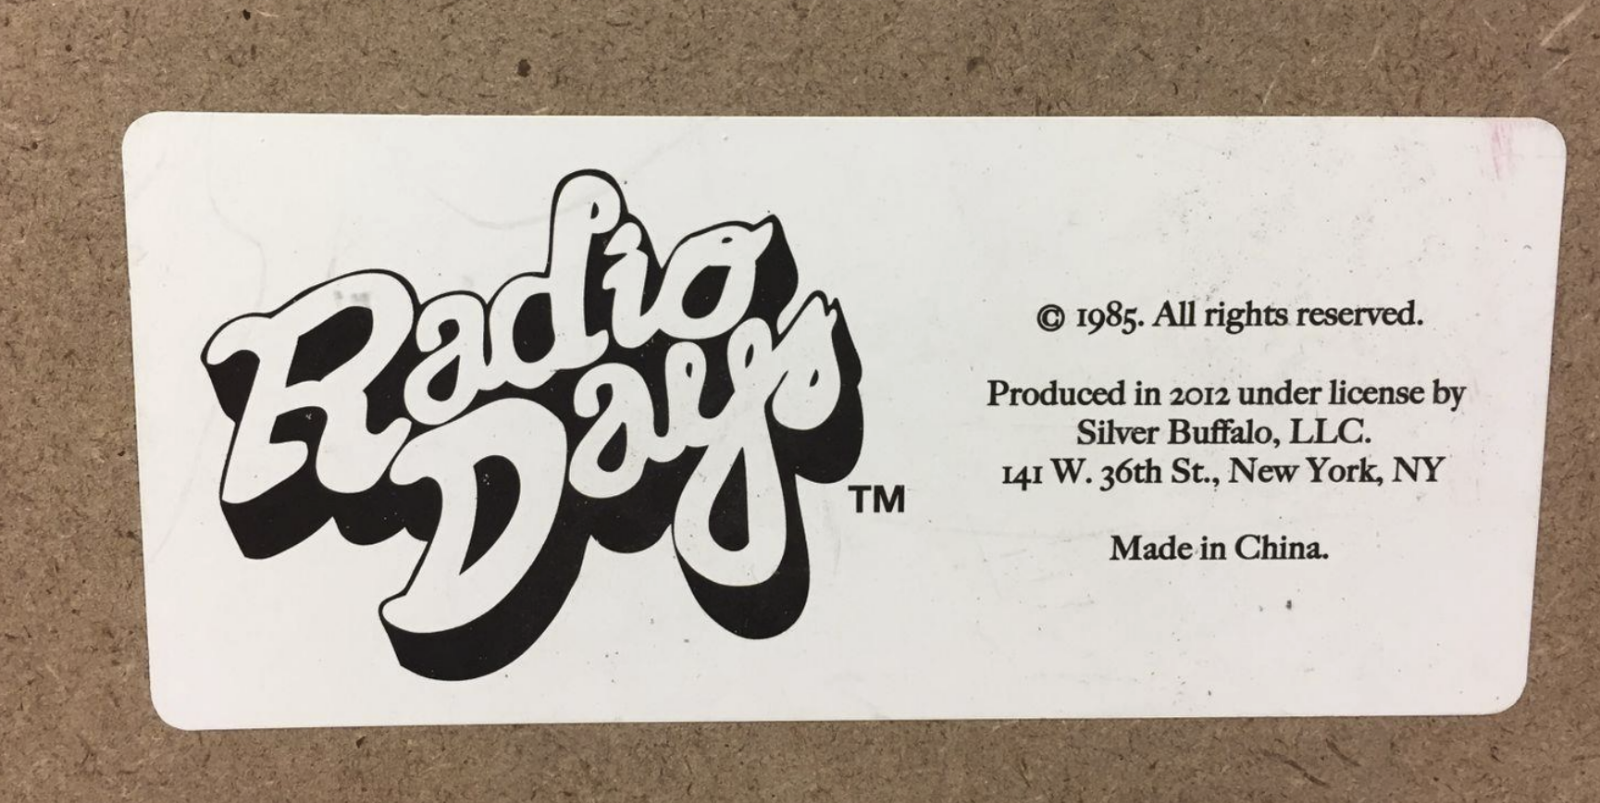 Radio
Days
TM
© 1985. All rights reserved.
Produced in 2012 under license by
Silver Buffalo, LLC.
141 W. 36th St., New York, NY
Made in China.